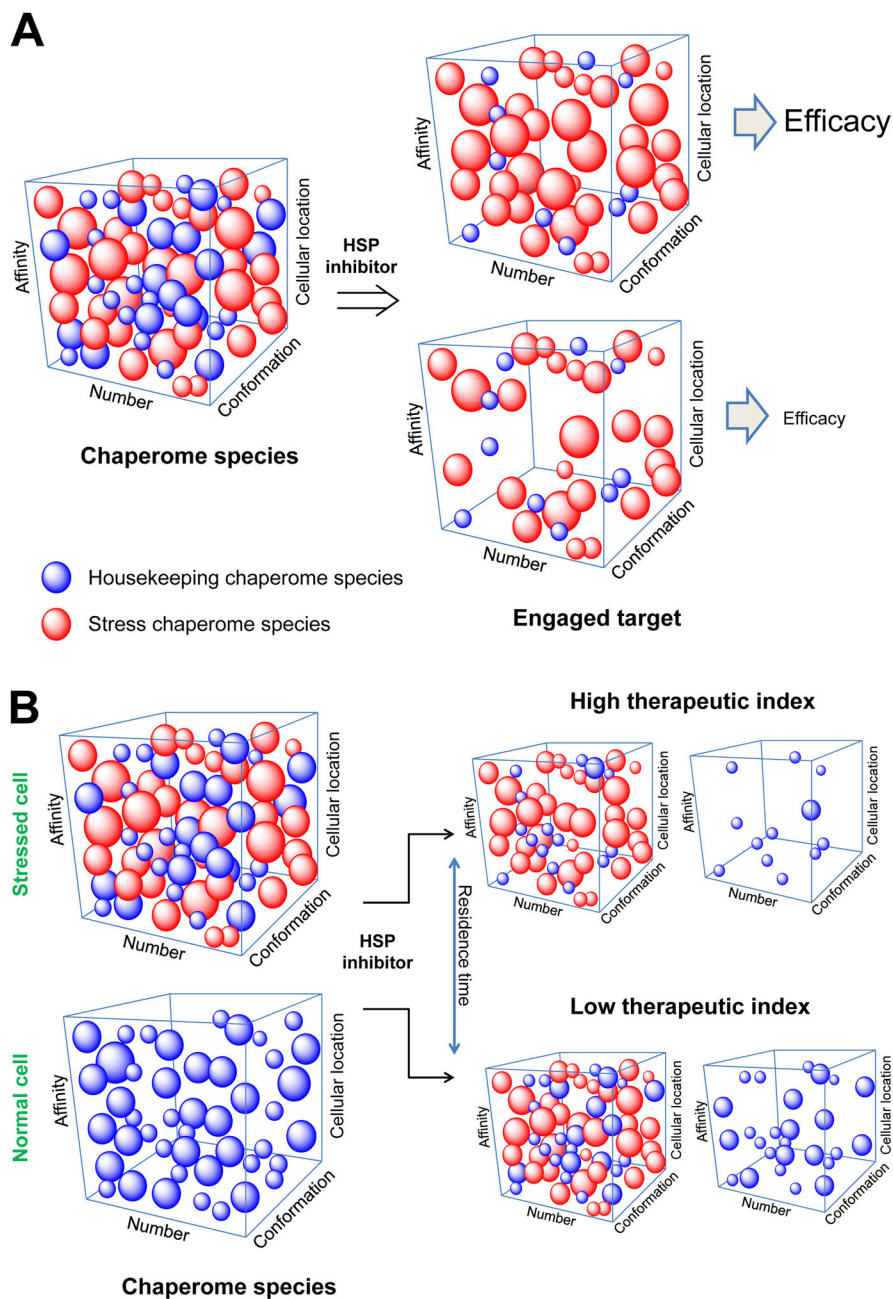 A
Affinity
Number
Conformation
Cellular location
Chaperome species
HSP
inhibitor
Affinity
Number
Conformation
Cellular location
Efficacy
Affinity
Number
Conformation
Cellular location
Efficacy
Engaged target
Housekeeping chaperome species
Stress chaperome species
B
Stressed cell
Affinity
Number
Conformation
Cellular location
Normal cell
Affinity
Number
Conformation
Cellular location
Chaperome species
HSP
inhibitor
Residence time
High therapeutic index
Affinity
Number
Conformation
Cellular location
Affinity
Number
Conformation
Cellular location
Low therapeutic index
Affinity
Number
Conformation
Cellular location
Affinity
Number
Conformation
Cellular location